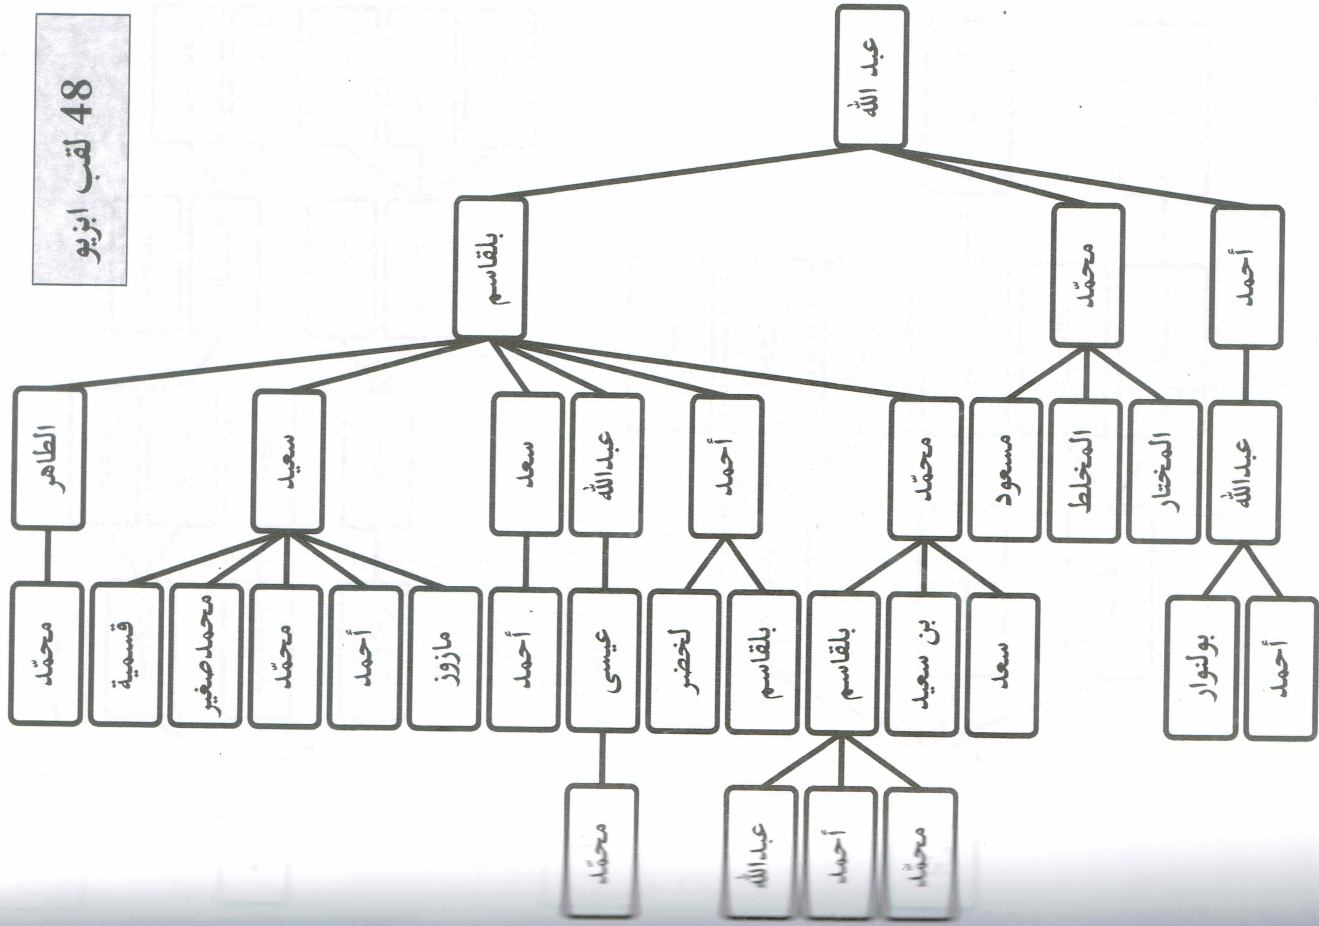 48 لقب ابزيو
عبد الله
أحمد
محمّد
بلقاسم
عبدالله
المختار
المخلط
مسعود
محمّد
أحمد
عبدالله
سعد
سعيد
الطاهر
أحمد
بولنوار
سعد
بن سعيد
بلقاسم
بلقاسم
لخضر
عيسى
أحمد
مازوز
أحمد
محمّد
محمدصغير
قسمية
محمّد
محمّد
أحمد
عبدالله
محمّد